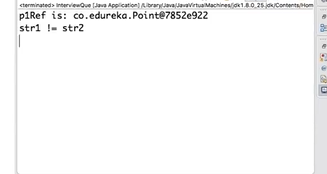 <terminated> InterviewQue [Java Application] /Library/Java/JavaVirtualMachines/jdk1.8.0_25.jdk/Contents/Hom
p1Ref is: co.edureka.Point@7852e922
str1 != str2